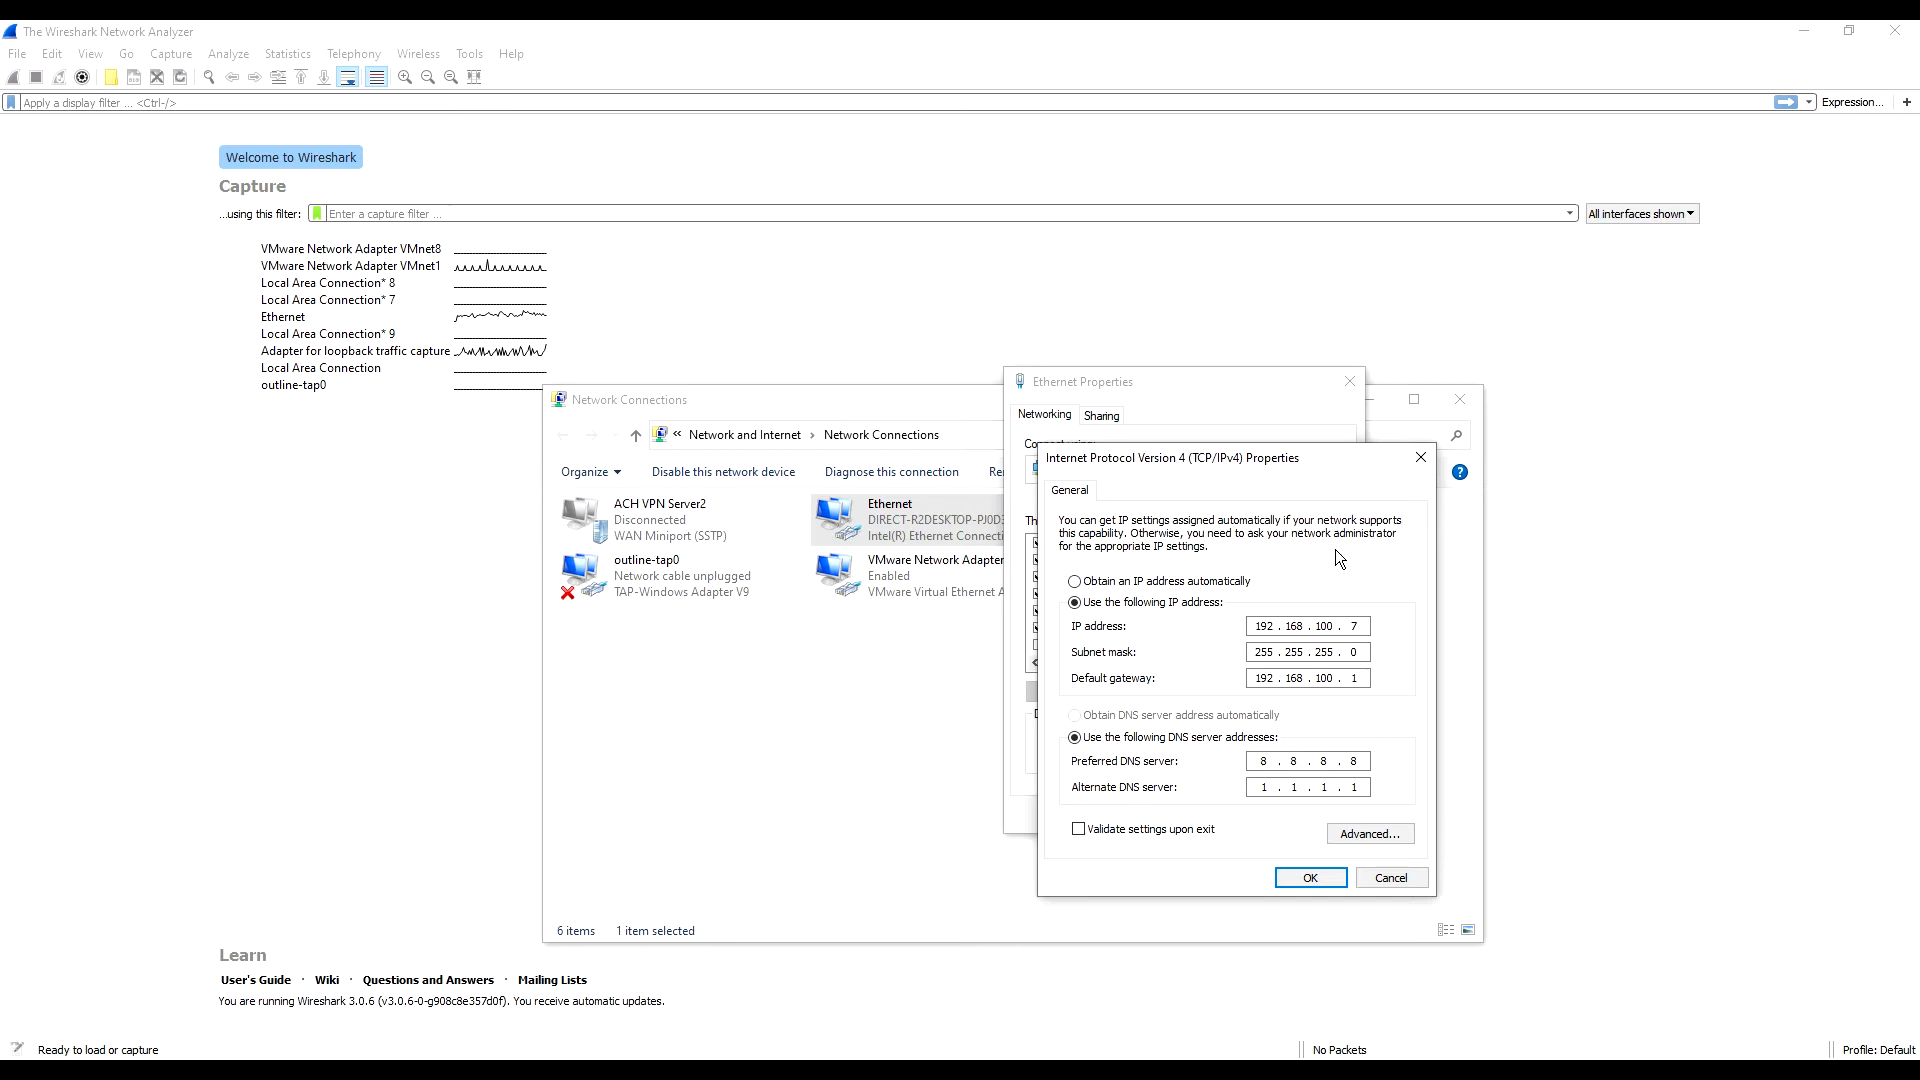 The Wireshark Network Analyzer
File Edit View Go Capture Analyze Statistics Telephony Wireless Tools Help
Apply a display filter ... <Ctrl-/>
Expression... +
Welcome to Wireshark
Capture
...using this filter:
Enter a capture filter ...
All interfaces shown
VMware Network Adapter VMnet8
VMware Network Adapter VMnet1
Local Area Connection* 8
Local Area Connection* 7
Ethernet
Local Area Connection* 9
Adapter for loopback traffic capture
Local Area Connection
outline-tap0
Network Connections
« Network and Internet › Network Connections
Organize Disable this network device Diagnose this connection
ACH VPN Server2
Disconnected
WAN Miniport (SSTP)
Ethernet
DIRECT-R2DESKTOP-PJ0D
Intel(R) Ethernet Connecti
outline-tap0
Network cable unplugged
TAP-Windows Adapter V9
VMware Network Adapter
Enabled
VMware Virtual Ethernet A
6 items 1 item selected
Ethernet Properties
Networking Sharing
Internet Protocol Version 4 (TCP/IPv4) Properties
General
You can get IP settings assigned automatically if your network supports
this capability. Otherwise, you need to ask your network administrator
for the appropriate IP settings.
Obtain an IP address automatically
Use the following IP address:
IP address: 192 . 168 . 100 . 7
Subnet mask: 255 . 255 . 255 . 0
Default gateway: 192 . 168 . 100 . 1
Obtain DNS server address automatically
Use the following DNS server addresses:
Preferred DNS server: 8 . 8 . 8 . 8
Alternate DNS server: 1 . 1 . 1 . 1
Validate settings upon exit
Advanced...
OK Cancel
Learn
User's Guide · Wiki · Questions and Answers · Mailing Lists
You are running Wireshark 3.0.6 (v3.0.6-0-g908c8e357d0f). You receive automatic updates.
Ready to load or capture
No Packets
Profile: Default